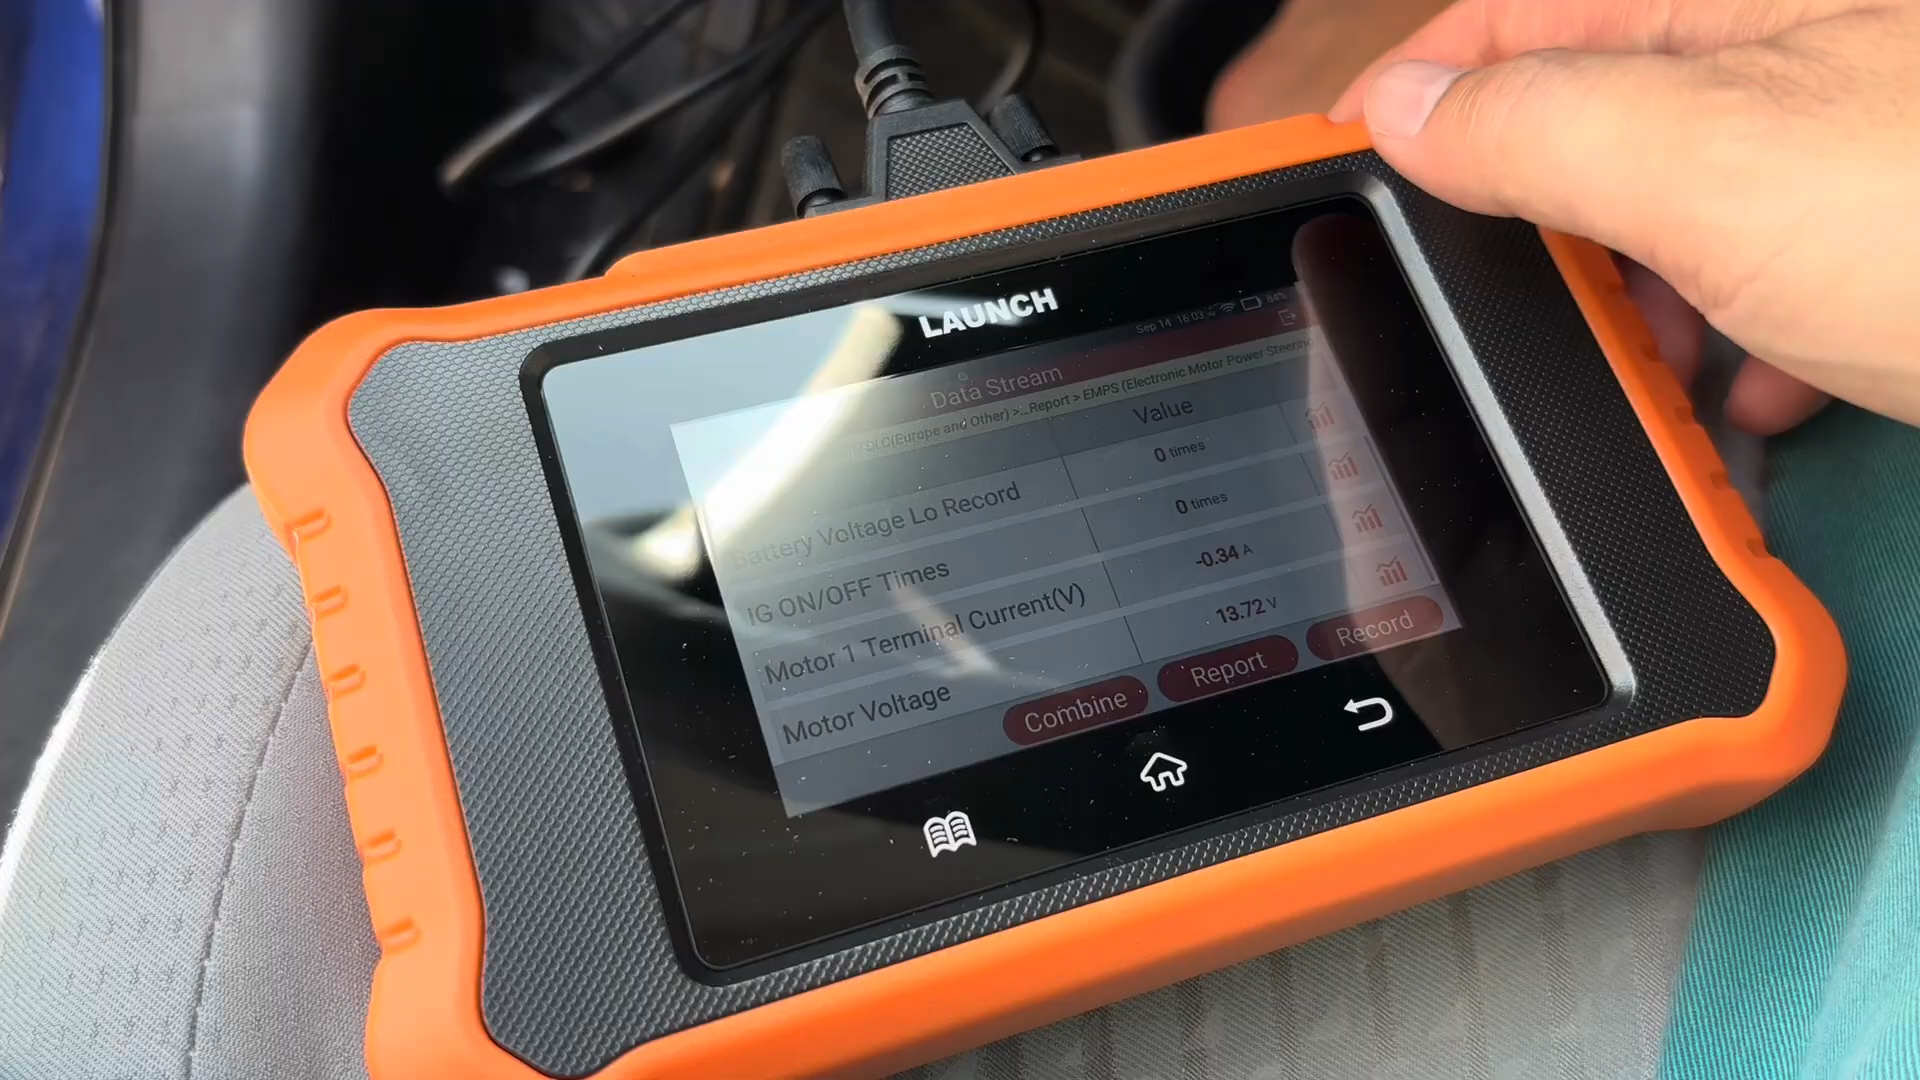 LAUNCH
Sep 14 16:03 84%
Data Stream
DLC(Europe and Other) >...Report > EMPS (Electronic Motor Power Steering
Value
Battery Voltage Lo Record 0 times
IG ON/OFF Times 0 times
Motor 1 Terminal Current(V) -0.34 A
Motor Voltage 13.72 V
Combine Report Record